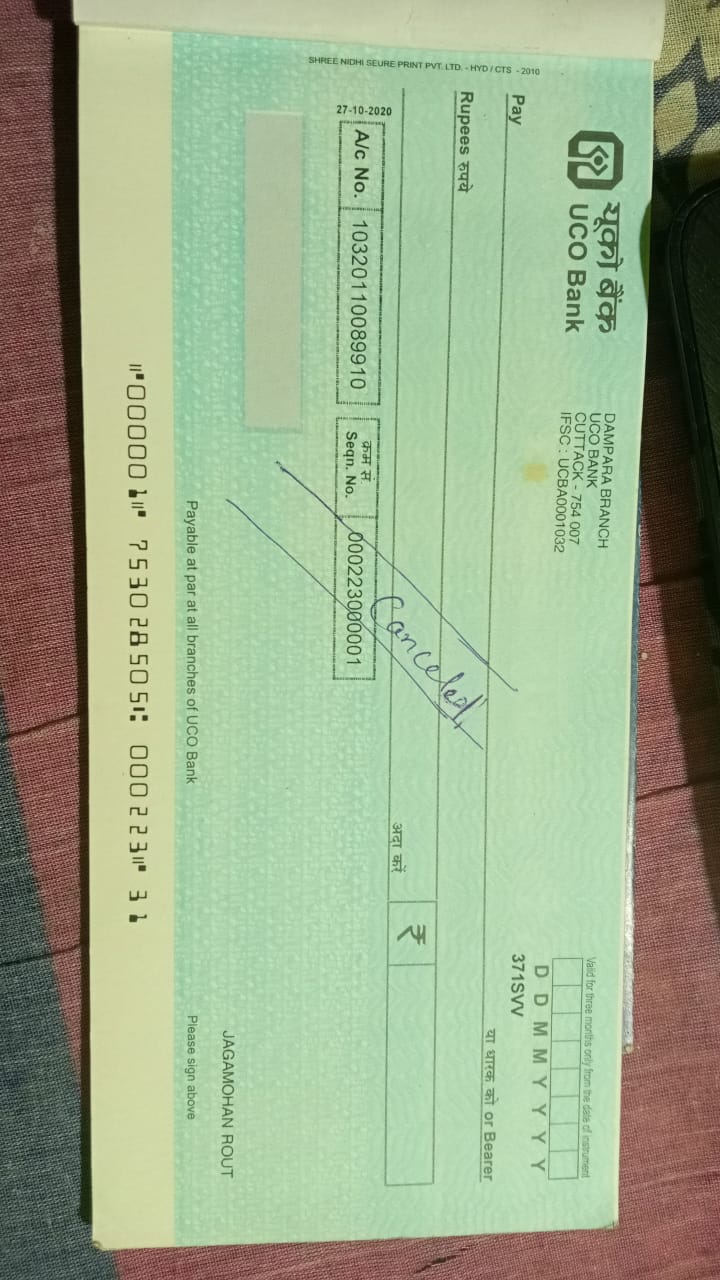 यूको बैंक
UCO Bank
DAMPARA BRANCH
UCO BANK
CUTTACK - 754 007
IFSC : UCBA0001032
Valid for three months only from the date of instrument
D D M M Y Y Y Y
371SVV
Pay
या धारक को or Bearer
Rupees रुपये
Canceled
अदा करें
₹
SHREE NIDHI SEURE PRINT PVT. LTD. - HYD / CTS - 2010
27-10-2020
A/c No. 10320110089910
क्रम सं.
Seqn. No. 000223000001
JAGAMOHAN ROUT
Payable at par at all branches of UCO Bank
Please sign above
⑈000001⑈ 753028505⑆ 000223⑈ 31